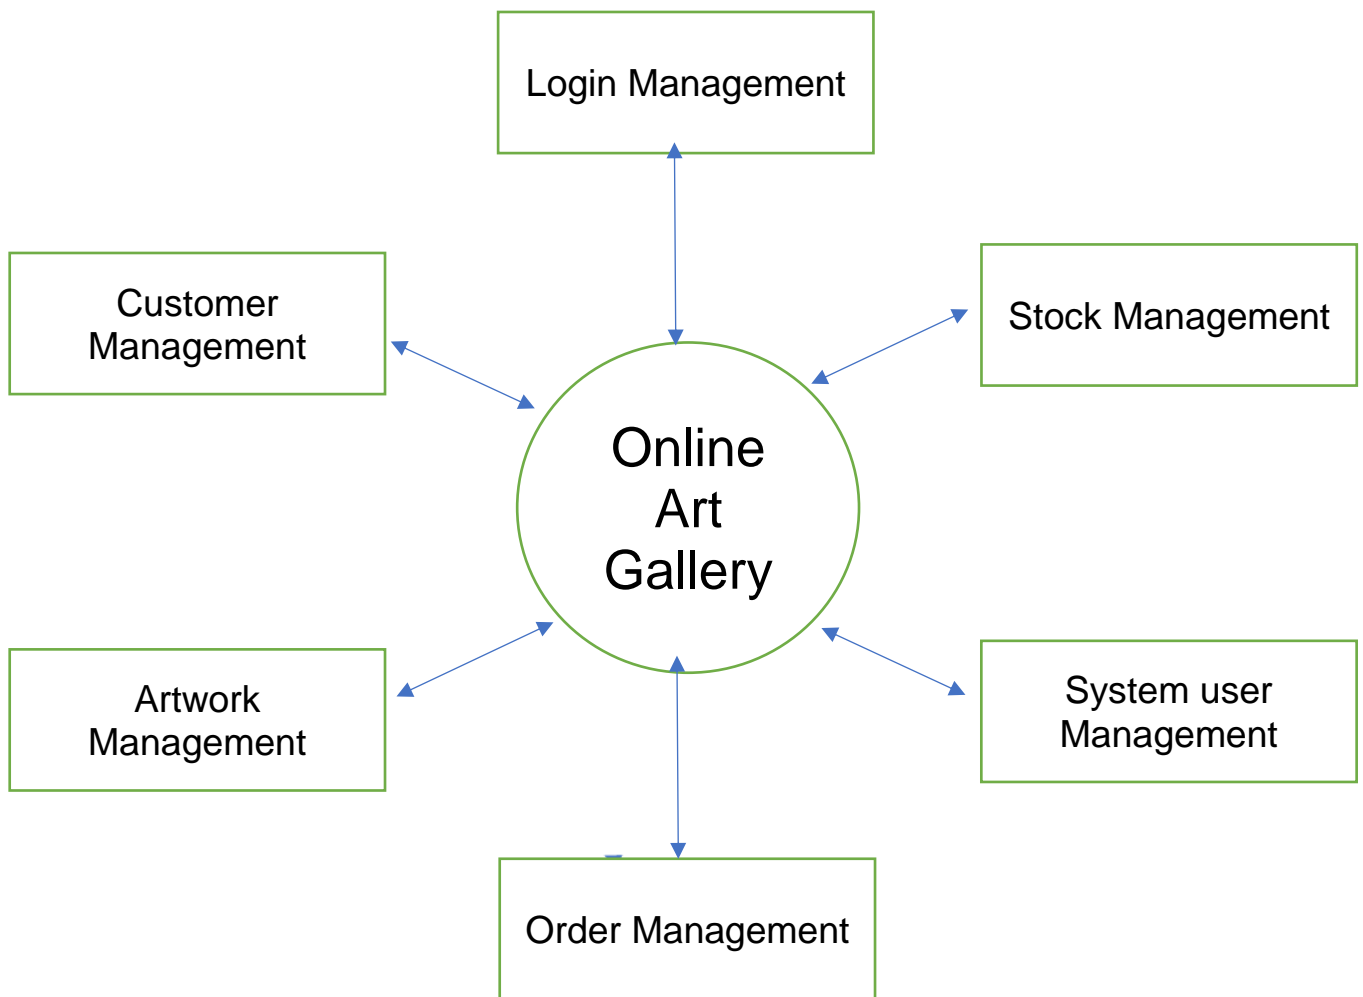 Login Management
Customer
Management
Stock Management
Online
Art
Gallery
Artwork
Management
System user
Management
Order Management